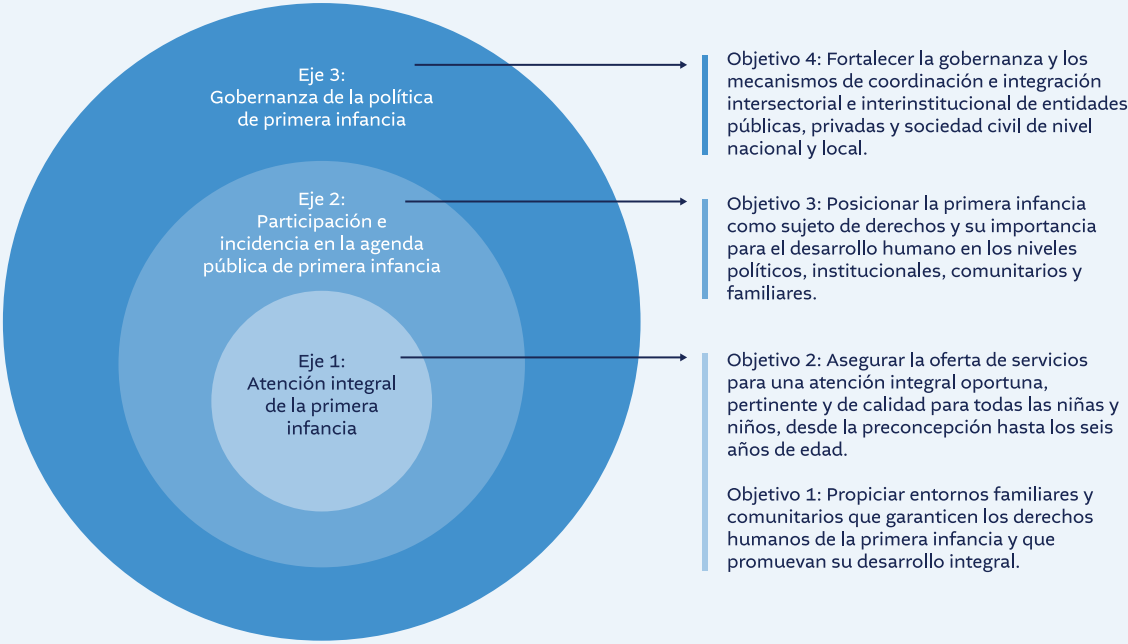 Eje 3:
Gobernanza de la política
de primera infancia
Objetivo 4: Fortalecer la gobernanza y los
mecanismos de coordinación e integración
intersectorial e interinstitucional de entidades
públicas, privadas y sociedad civil de nivel
nacional y local.
Eje 2:
Participación e
incidencia en la agenda
pública de primera infancia
Objetivo 3: Posicionar la primera infancia
como sujeto de derechos y su importancia
para el desarrollo humano en los niveles
políticos, institucionales, comunitarios y
familiares.
Eje 1:
Atención integral
de la primera
infancia
Objetivo 2: Asegurar la oferta de servicios
para una atención integral oportuna,
pertinente y de calidad para todas las niñas y
niños, desde la preconcepción hasta los seis
años de edad.
Objetivo 1: Propiciar entornos familiares y
comunitarios que garanticen los derechos
humanos de la primera infancia y que
promuevan su desarrollo integral.